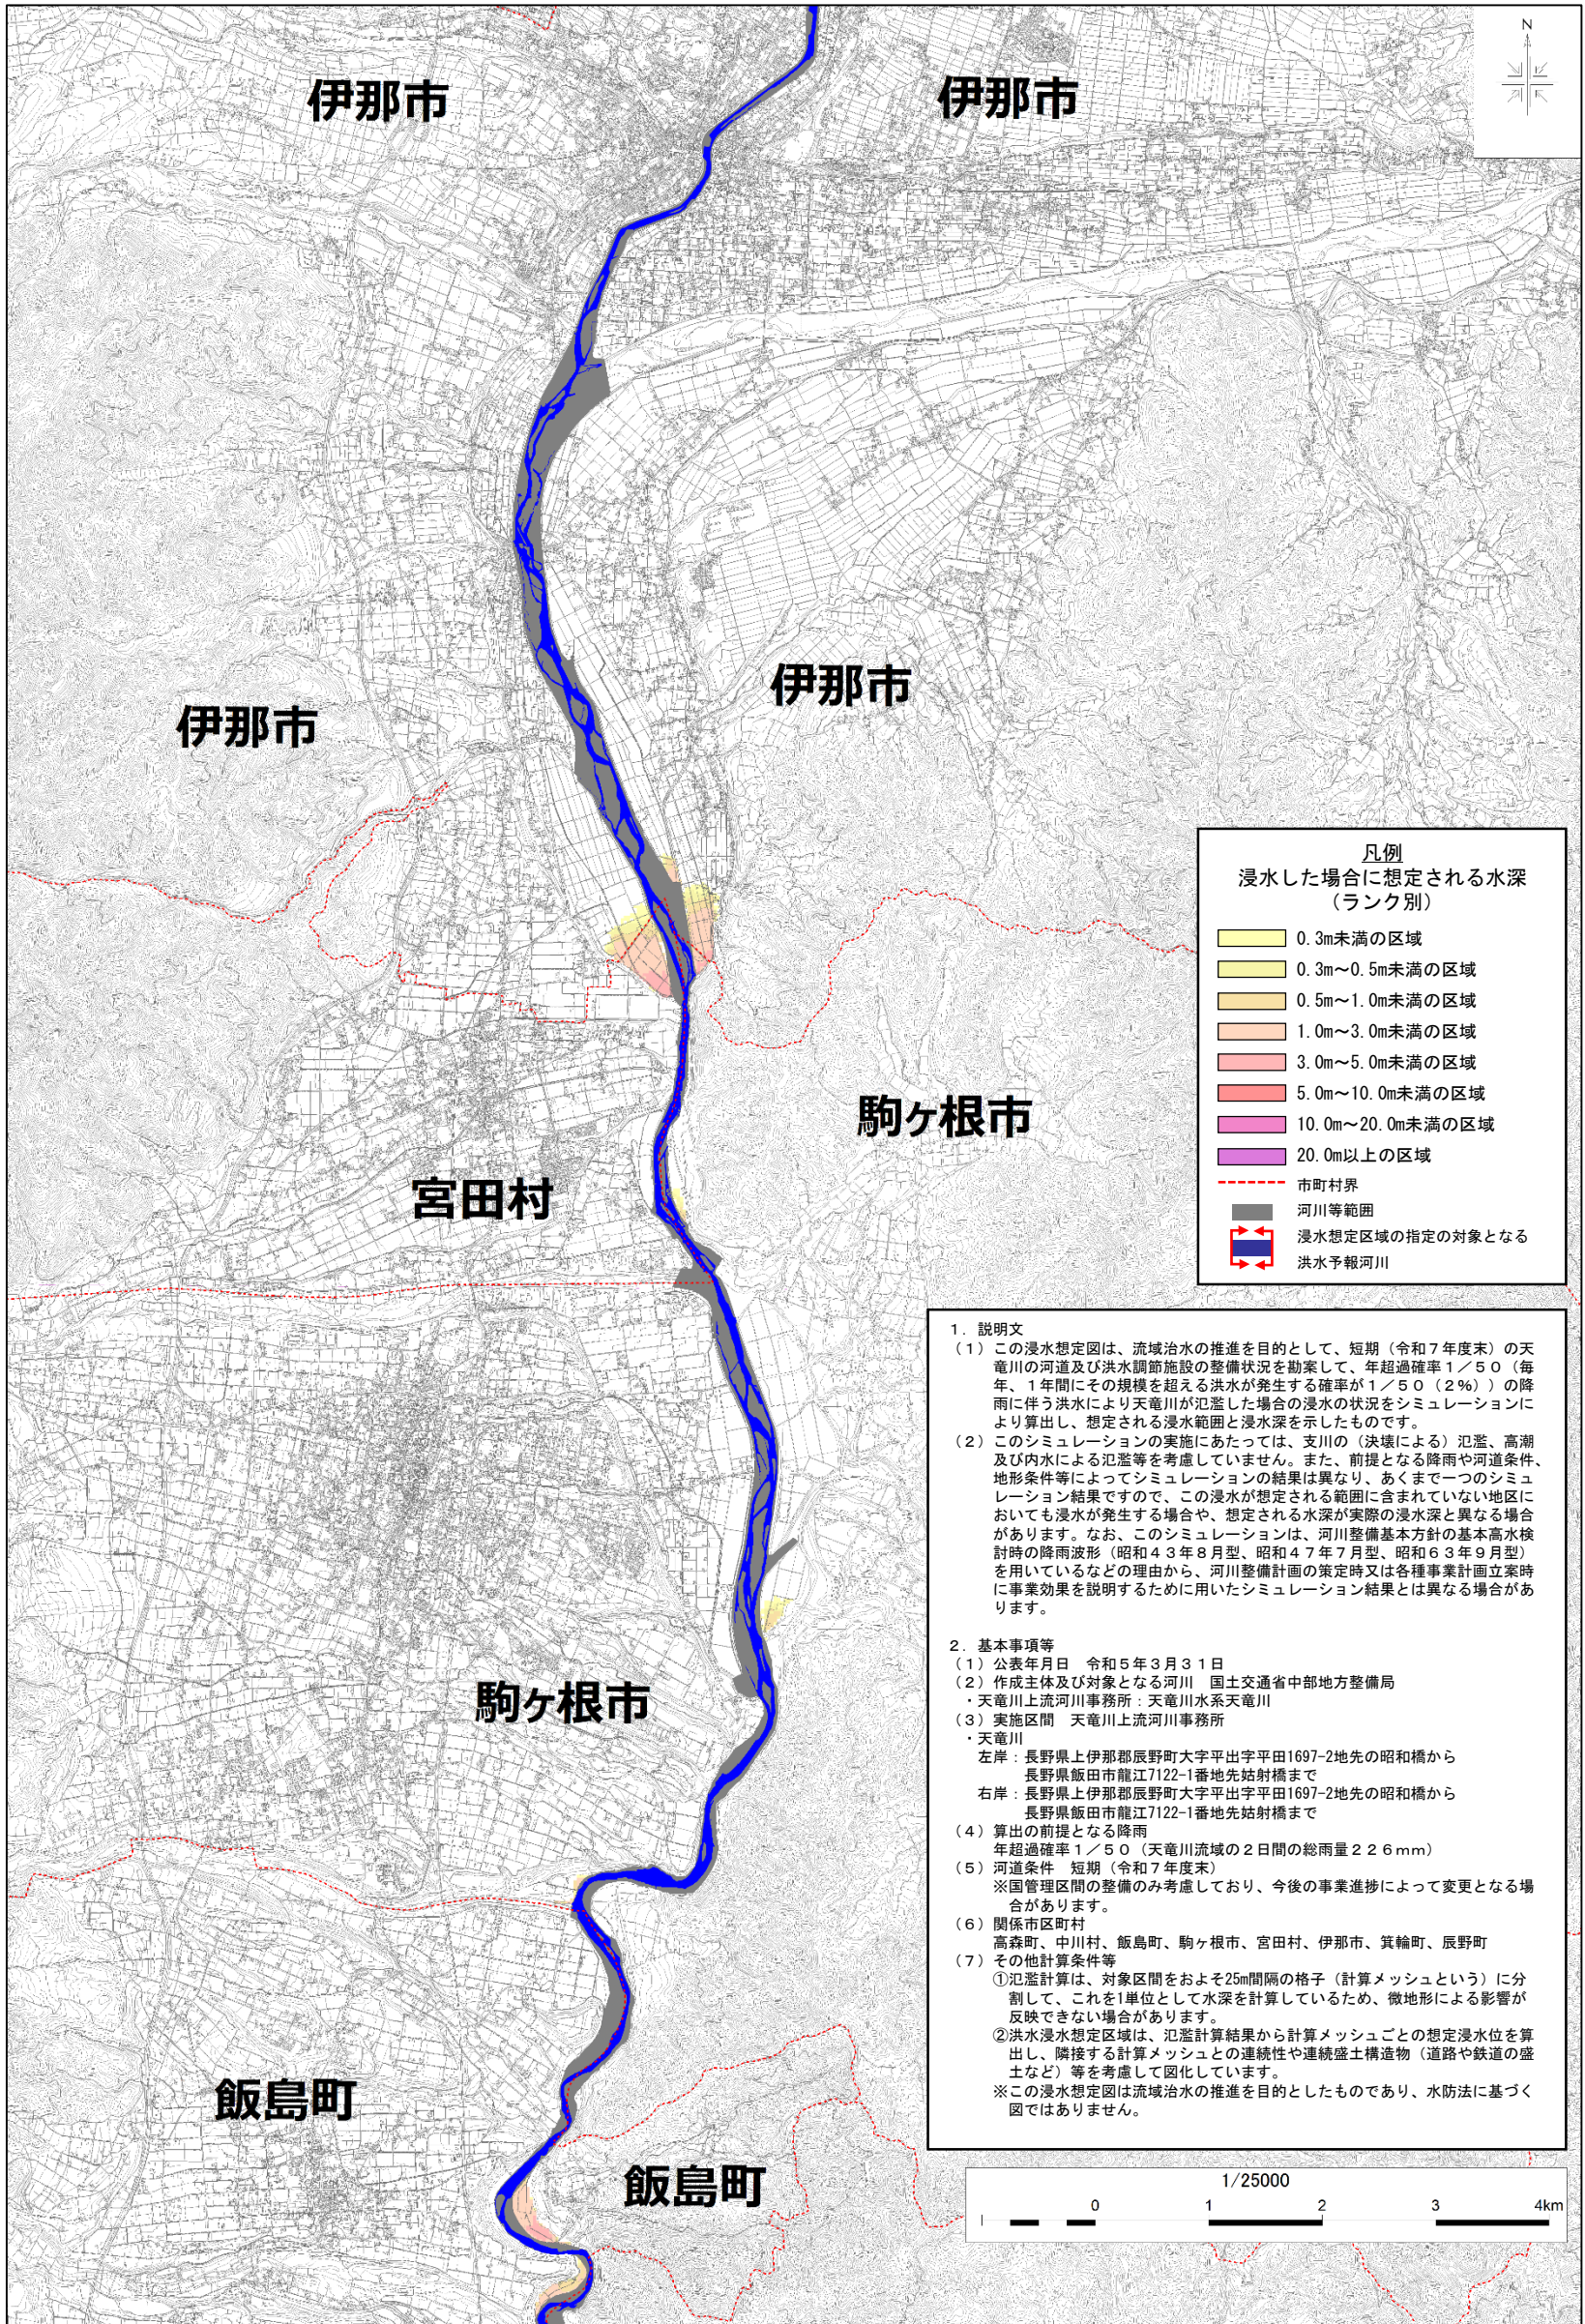 N
伊那市
伊那市
伊那市
伊那市
駒ヶ根市
宮田村
駒ヶ根市
飯島町
飯島町
凡例
浸水した場合に想定される水深
（ランク別）
0.3m未満の区域
0.3m～0.5m未満の区域
0.5m～1.0m未満の区域
1.0m～3.0m未満の区域
3.0m～5.0m未満の区域
5.0m～10.0m未満の区域
10.0m～20.0m未満の区域
20.0m以上の区域
市町村界
河川等範囲
浸水想定区域の指定の対象となる
洪水予報河川
1．説明文
（1）この浸水想定図は、流域治水の推進を目的として、短期（令和７年度末）の天
竜川の河道及び洪水調節施設の整備状況を勘案して、年超過確率１／５０（毎
年、１年間にその規模を超える洪水が発生する確率が１／５０（２%））の降
雨に伴う洪水により天竜川が氾濫した場合の浸水の状況をシミュレーションに
より算出し、想定される浸水範囲と浸水深を示したものです。
（2）このシミュレーションの実施にあたっては、支川の（決壊による）氾濫、高潮
及び内水による氾濫等を考慮していません。また、前提となる降雨や河道条件、
地形条件等によってシミュレーションの結果は異なり、あくまで一つのシミュ
レーション結果ですので、この浸水が想定される範囲に含まれていない地区に
おいても浸水が発生する場合や、想定される水深が実際の浸水深と異なる場合
があります。なお、このシミュレーションは、河川整備基本方針の基本高水検
討時の降雨波形（昭和４３年８月型、昭和４７年７月型、昭和６３年９月型）
を用いているなどの理由から、河川整備計画の策定時又は各種事業計画立案時
に事業効果を説明するために用いたシミュレーション結果とは異なる場合があ
ります。
2．基本事項等
（1）公表年月日　令和５年３月３１日
（2）作成主体及び対象となる河川　国土交通省中部地方整備局
・天竜川上流河川事務所：天竜川水系天竜川
（3）実施区間　天竜川上流河川事務所
・天竜川
左岸：長野県上伊那郡辰野町大字平出字平田1697-2地先の昭和橋から
長野県飯田市龍江7122-1番地先姑射橋まで
右岸：長野県上伊那郡辰野町大字平出字平田1697-2地先の昭和橋から
長野県飯田市龍江7122-1番地先姑射橋まで
（4）算出の前提となる降雨
年超過確率１／５０（天竜川流域の２日間の総雨量２２６mm）
（5）河道条件　短期（令和７年度末）
※国管理区間の整備のみ考慮しており、今後の事業進捗によって変更となる場
合があります。
（6）関係市区町村
高森町、中川村、飯島町、駒ヶ根市、宮田村、伊那市、箕輪町、辰野町
（7）その他計算条件等
①氾濫計算は、対象区間をおよそ25m間隔の格子（計算メッシュという）に分
割して、これを1単位として水深を計算しているため、微地形による影響が
反映できない場合があります。
②洪水浸水想定区域は、氾濫計算結果から計算メッシュごとの想定浸水位を算
出し、隣接する計算メッシュとの連続性や連続盛土構造物（道路や鉄道の盛
土など）等を考慮して図化しています。
※この浸水想定図は流域治水の推進を目的としたものであり、水防法に基づく
図ではありません。
1/25000
0 1 2 3 4km